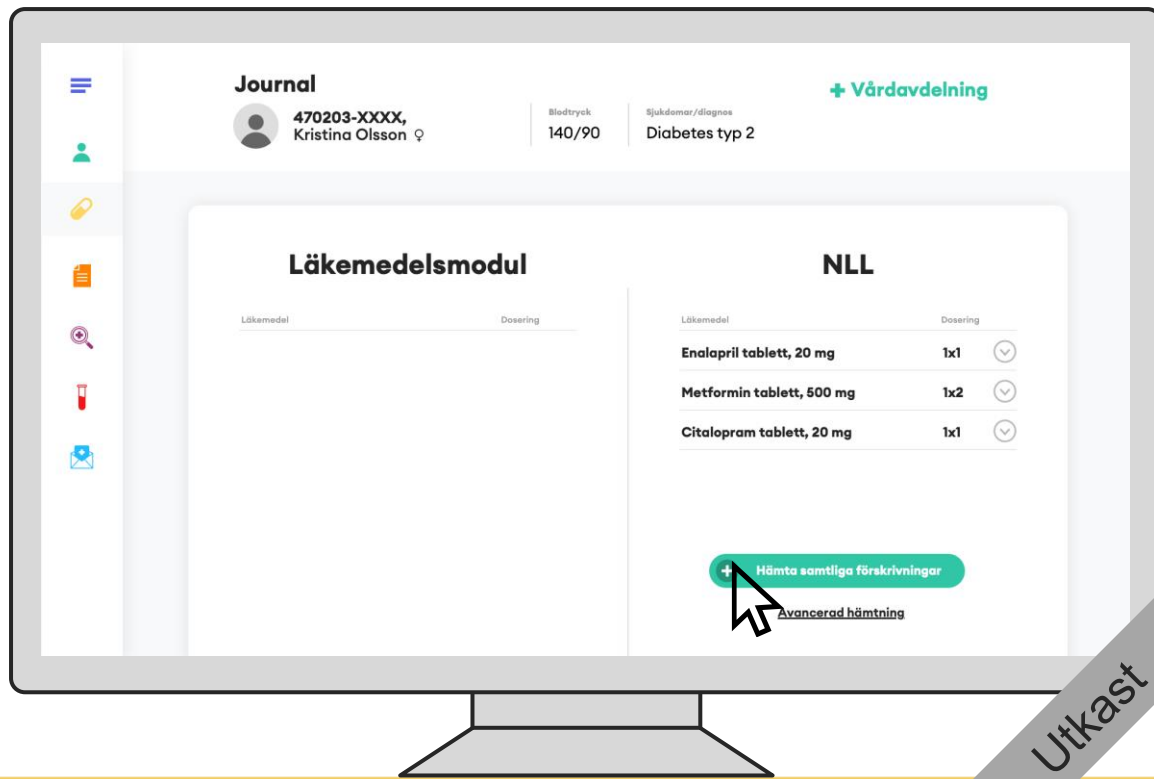 Journal
470203-XXXX,
Kristina Olsson ♀
Blodtryck
140/90
Sjukdomar/diagnos
Diabetes typ 2
+ Vårdavdelning
Läkemedelsmodul
Läkemedel Dosering
NLL
Läkemedel Dosering
Enalapril tablett, 20 mg 1x1
Metformin tablett, 500 mg 1x2
Citalopram tablett, 20 mg 1x1
Hämta samtliga förskrivningar
Avancerad hämtning
Utkast